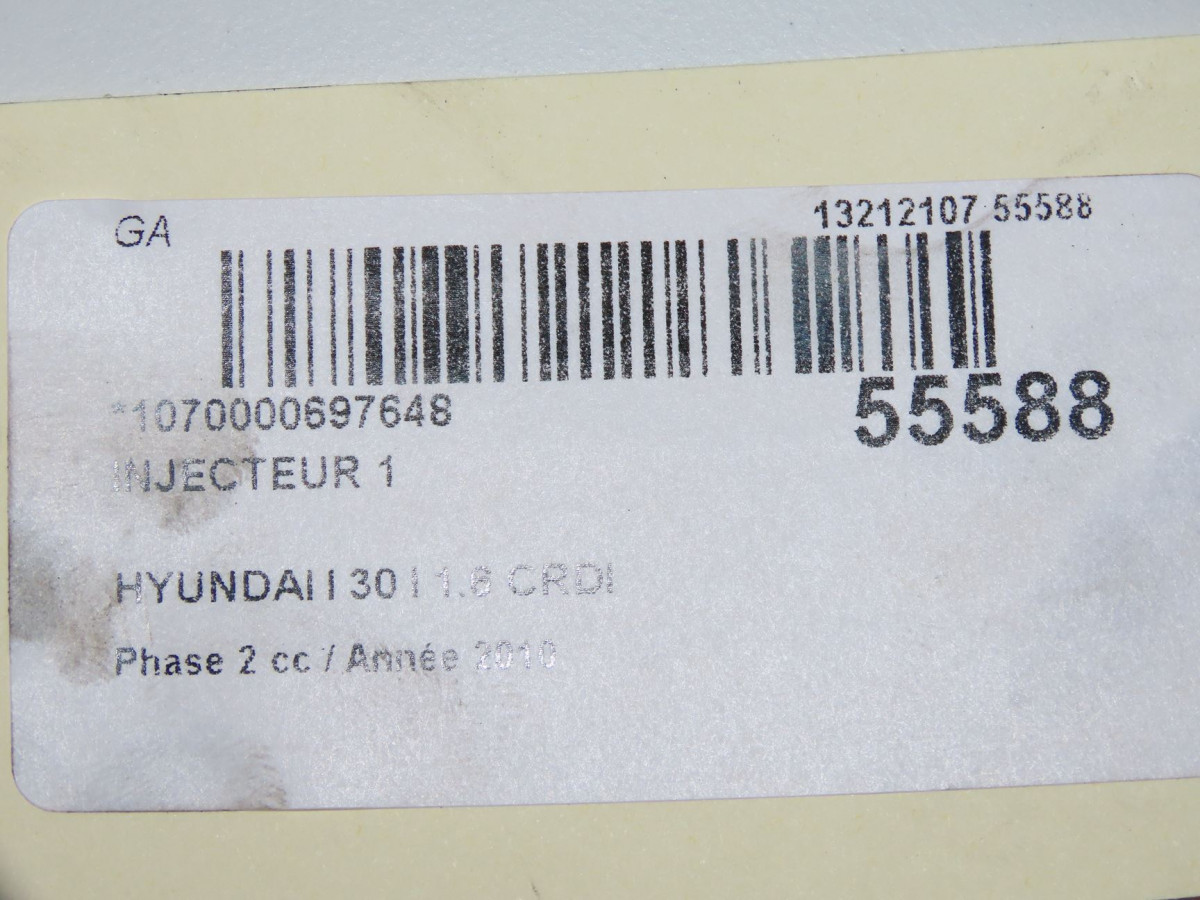 GA
13212107 55588
*1070000697648
55588
INJECTEUR 1
HYUNDAI I 30 I 1.6 CRDI
Phase 2 cc / Année 2010